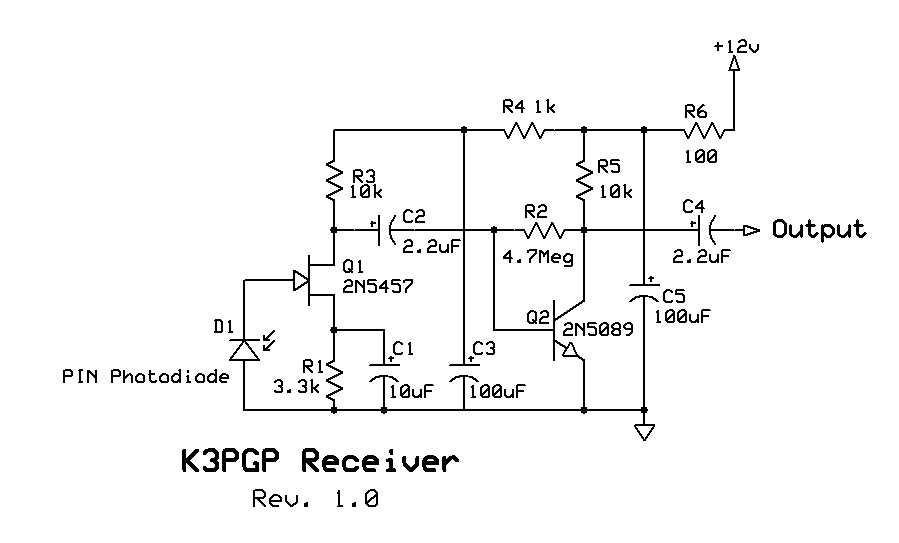 +12v
R4 1k
R6
100
R3
10k
R5
10k
C2
2.2uF
R2
4.7Meg
C4
2.2uF
Output
Q1
2N5457
C5
100uF
Q2
2N5089
D1
PIN Photodiode
R1
3.3k
C1
10uF
C3
100uF
K3PGP Receiver
Rev. 1.0